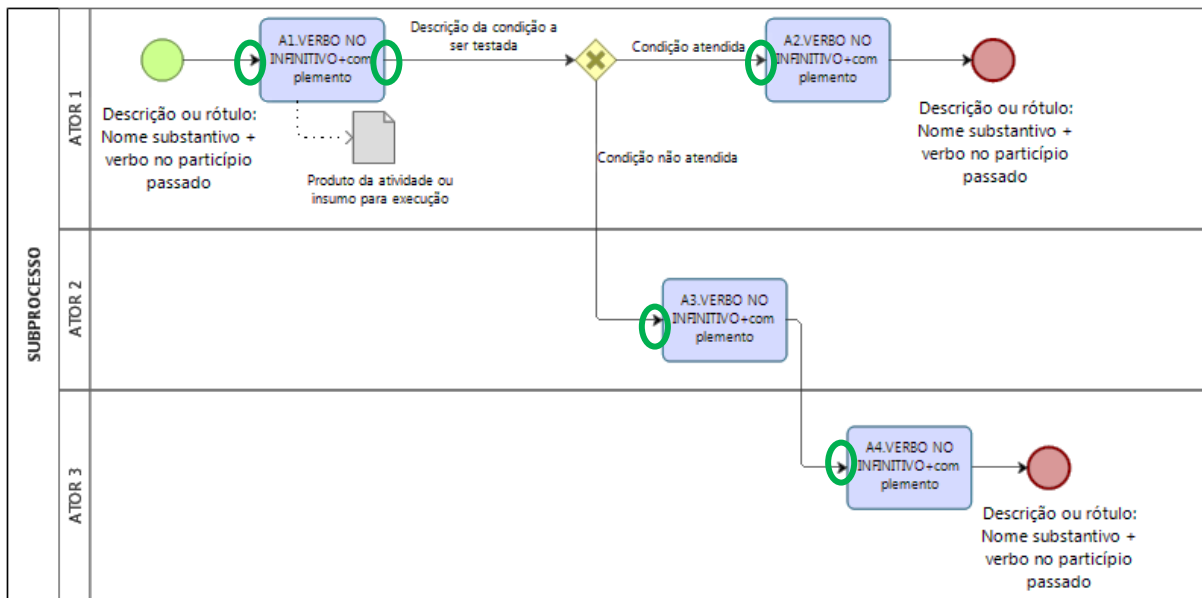 SUBPROCESSO
ATOR 1
Descrição ou rótulo:
Nome substantivo +
verbo no particípio
passado
A1.VERBO NO
INFINITIVO+com
plemento
Produto da atividade ou
insumo para execução
Descrição da condição a
ser testada
Condição atendida
Condição não atendida
A2.VERBO NO
INFINITIVO+com
plemento
Descrição ou rótulo:
Nome substantivo +
verbo no particípio
passado
ATOR 2
A3.VERBO NO
INFINITIVO+com
plemento
ATOR 3
A4.VERBO NO
INFINITIVO+com
plemento
Descrição ou rótulo:
Nome substantivo +
verbo no particípio
passado